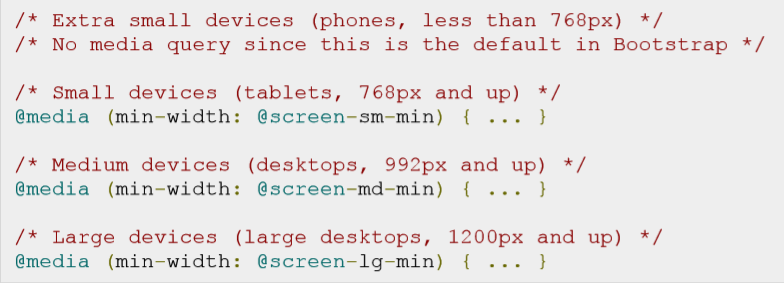 /* Extra small devices (phones, less than 768px) */
/* No media query since this is the default in Bootstrap */
/* Small devices (tablets, 768px and up) */
@media (min-width: @screen-sm-min) { ... }
/* Medium devices (desktops, 992px and up) */
@media (min-width: @screen-md-min) { ... }
/* Large devices (large desktops, 1200px and up) */
@media (min-width: @screen-lg-min) { ... }